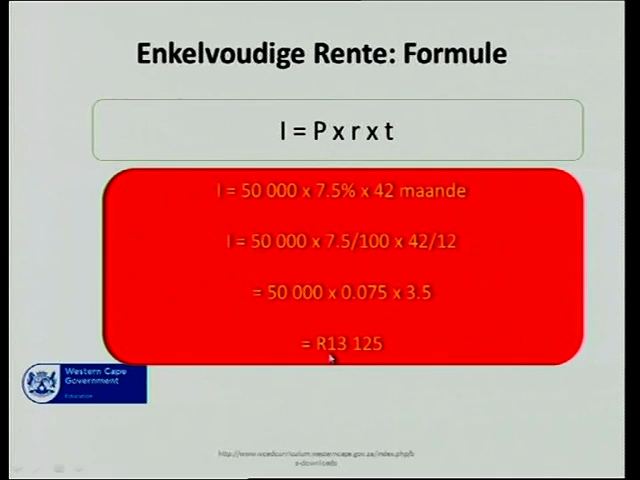 Enkelvoudige Rente: Formule
I = P x r x t
I = 50 000 x 7.5% x 42 maande
I = 50 000 x 7.5/100 x 42/12
= 50 000 x 0.075 x 3.5
= R13 125
Western Cape
Government
Education